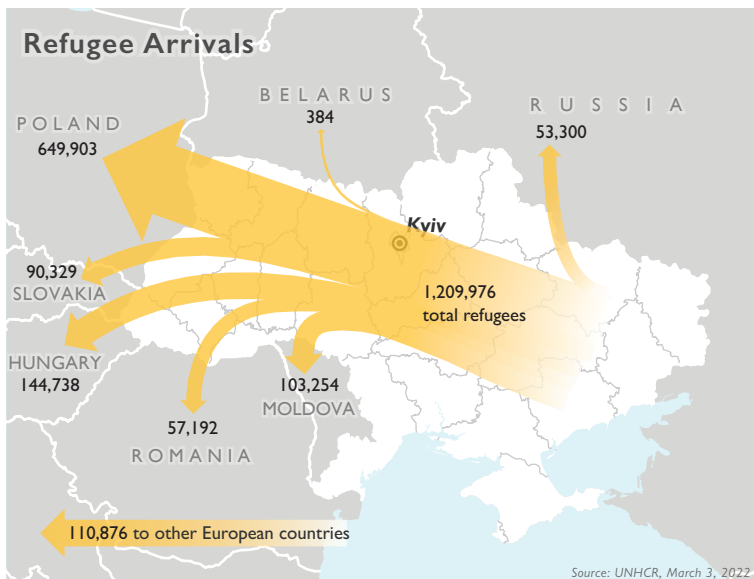 Refugee Arrivals
BELARUS
384
RUSSIA
53,300
POLAND
649,903
Kyiv
90,329
SLOVAKIA
1,209,976
total refugees
HUNGARY
144,738
103,254
MOLDOVA
57,192
ROMANIA
110,876 to other European countries
Source: UNHCR, March 3, 2022